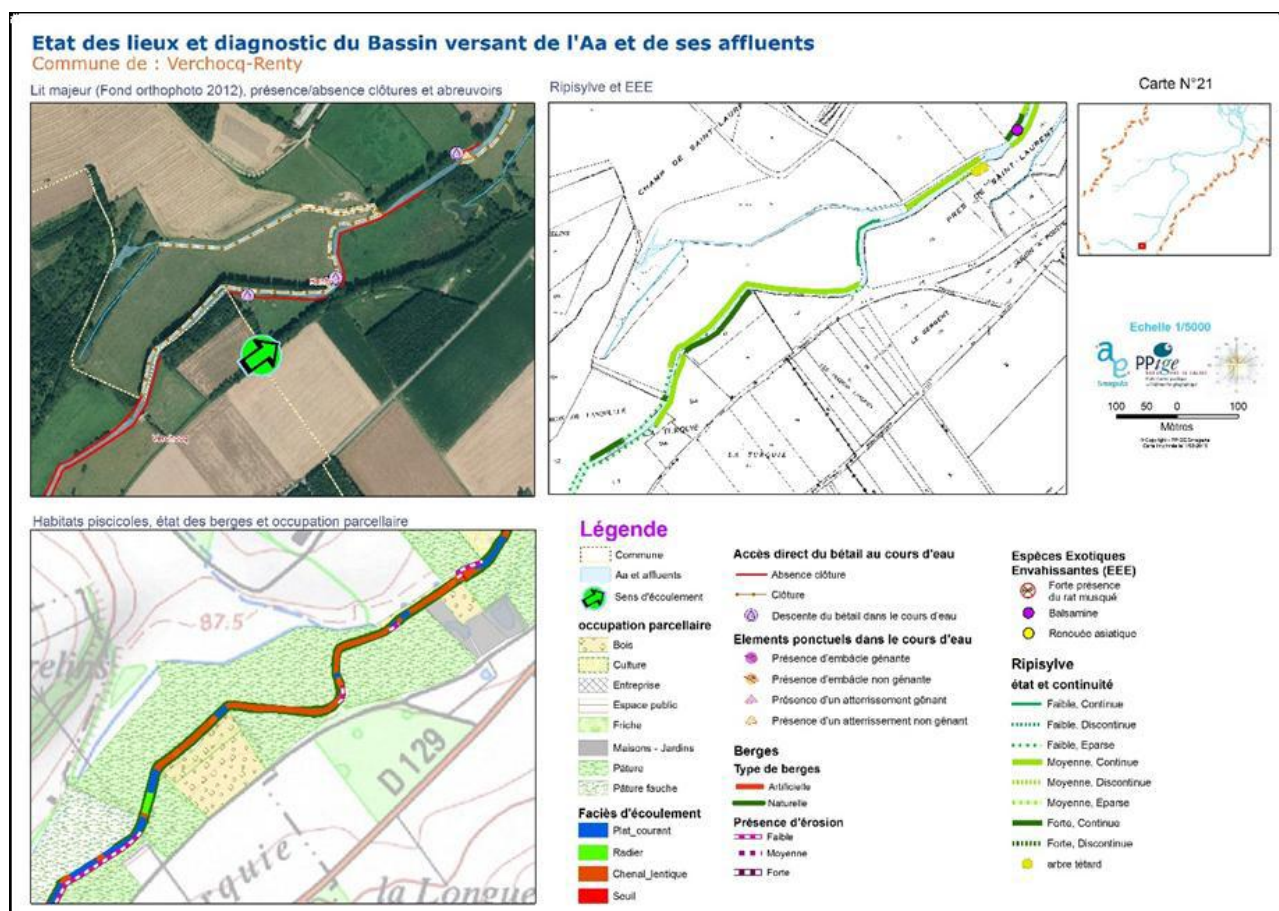 Etat des lieux et diagnostic du Bassin versant de l'Aa et de ses affluents
Commune de : Verchocq-Renty
Lit majeur (Fond orthophoto 2012), présence/absence clôtures et abreuvoirs
Ripisylve et EEE
Carte N°21
CHAMP DE SAINT-LAURE
PRES DE SAINT-LAURENT
LE SERGENT
LA TURQUIE
Verchocq
Echelle 1/5000
PPige
100 50 0 100
Mètres
Habitats piscicoles, état des berges et occupation parcellaire
87.5
D 129
rquie
la Longue
Légende
Commune
Aa et affluents
Sens d'écoulement
occupation parcellaire
Bois
Culture
Entreprise
Espace public
Friche
Maisons - Jardins
Pâture
Pâture fauche
Faciès d'écoulement
Plat_courant
Radier
Chenal_lentique
Seuil
Accès direct du bétail au cours d'eau
Absence clôture
Clôture
Descente du bétail dans le cours d'eau
Elements ponctuels dans le cours d'eau
Présence d'embâcle gênante
Présence d'embâcle non gênante
Présence d'un atterrissement gênant
Présence d'un atterrissement non gênant
Berges
Type de berges
Artificielle
Naturelle
Présence d'érosion
Faible
Moyenne
Forte
Espèces Exotiques
Envahissantes (EEE)
Forte présence
du rat musqué
Balsamine
Renouée asiatique
Ripisylve
état et continuité
Faible, Continue
Faible, Discontinue
Faible, Eparse
Moyenne, Continue
Moyenne, Discontinue
Moyenne, Eparse
Forte, Continue
Forte, Discontinue
arbre têtard